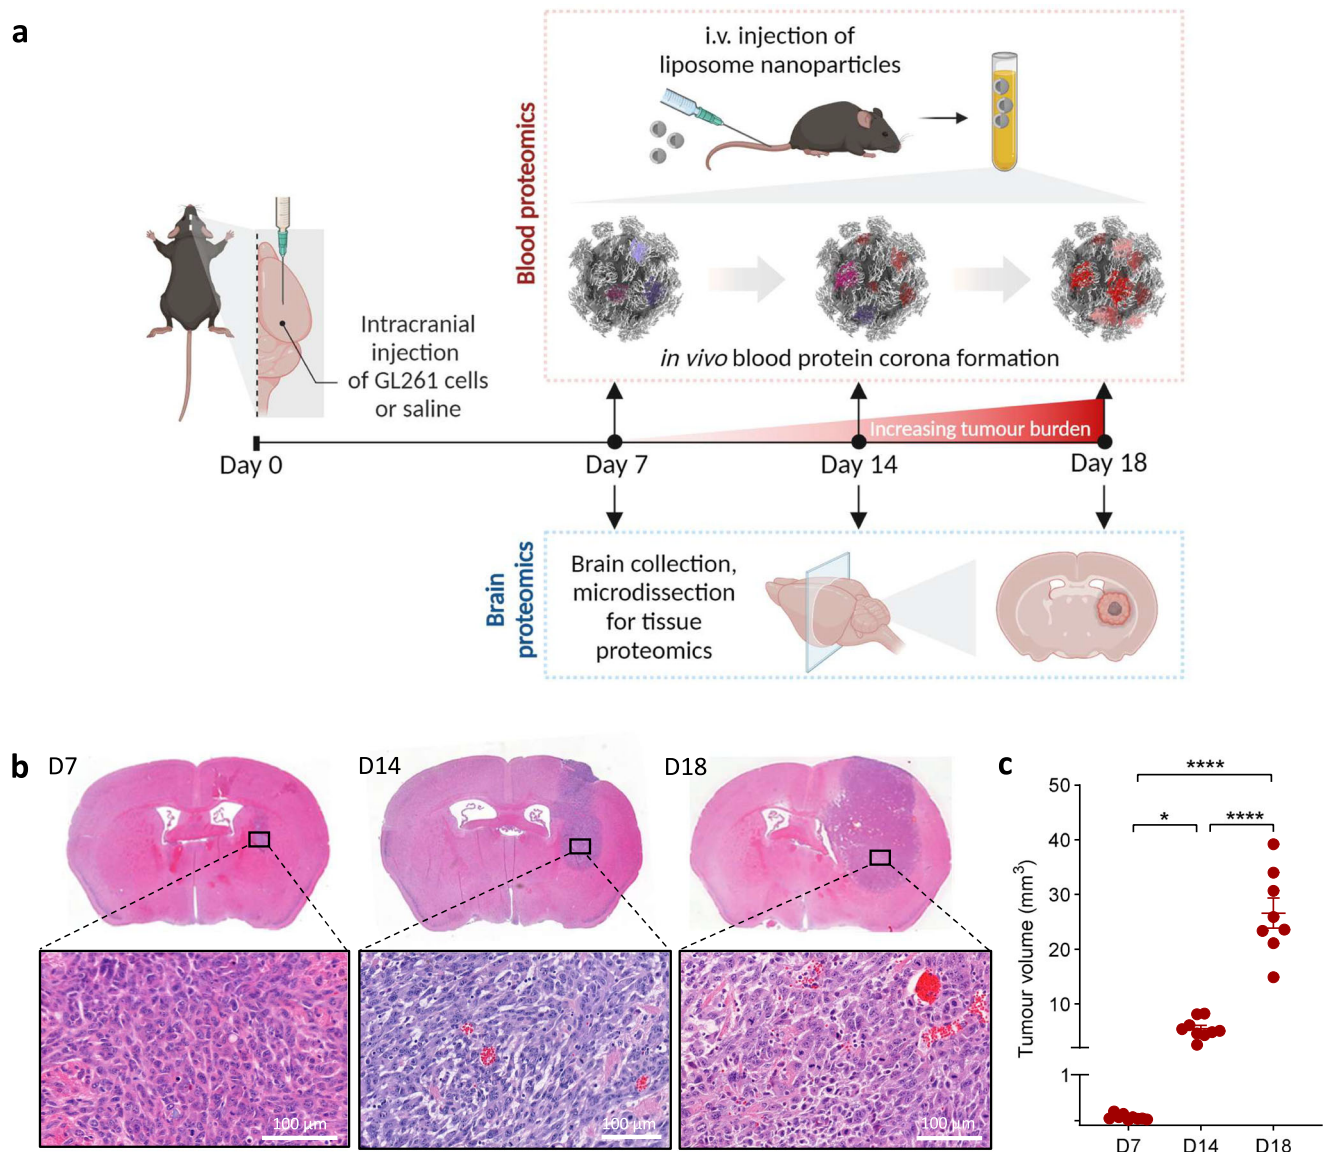 a
i.v. injection of
liposome nanoparticles
Blood proteomics
in vivo blood protein corona formation
Intracranial
injection
of GL261 cells
or saline
Increasing tumour burden
Day 0
Day 7
Day 14
Day 18
Brain
proteomics
Brain collection,
microdissection
for tissue
proteomics
b
D7
D14
D18
100 µm
100 µm
100 µm
c
****
*
****
Tumour volume (mm³)
50
40
30
20
10
1
D7
D14
D18